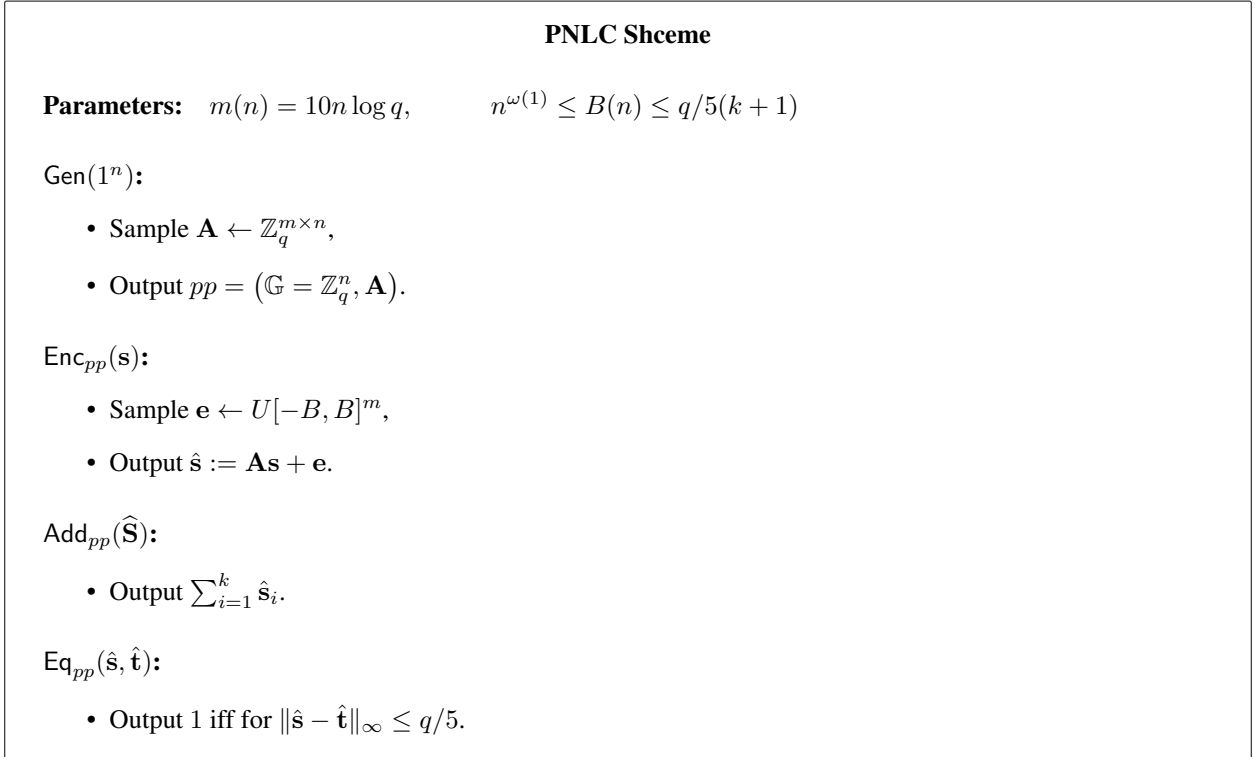 PNLC Shceme
Parameters: m(n) = 10n log q, n^{ω(1)} ≤ B(n) ≤ q/5(k + 1)
Gen(1^n):
• Sample A ← ℤ_q^{m×n},
• Output pp = (𝔾 = ℤ_q^n, A).
Enc_{pp}(s):
• Sample e ← U[−B, B]^m,
• Output ŝ := As + e.
Add_{pp}(Ŝ):
• Output ∑_{i=1}^{k} ŝ_i.
Eq_{pp}(ŝ, t̂):
• Output 1 iff for ‖ŝ − t̂‖_∞ ≤ q/5.